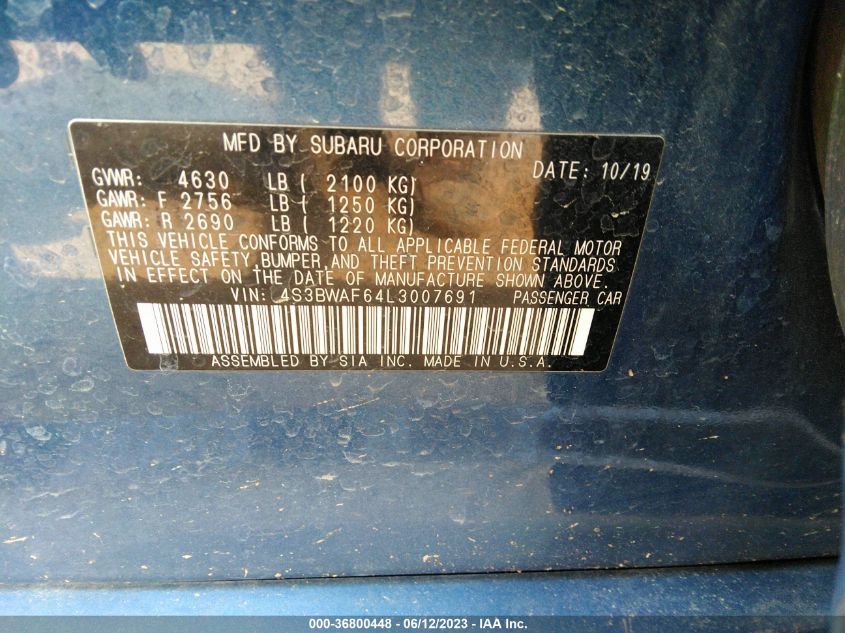 MFD BY SUBARU CORPORATION
DATE: 10/19
GVWR: 4630 LB ( 2100 KG)
GAWR: F 2756 LB ( 1250 KG)
GAWR: R 2690 LB ( 1220 KG)
THIS VEHICLE CONFORMS TO ALL APPLICABLE FEDERAL MOTOR
VEHICLE SAFETY, BUMPER, AND THEFT PREVENTION STANDARDS
IN EFFECT ON THE DATE OF MANUFACTURE SHOWN ABOVE.
VIN: 4S3BWAF64L3007691 PASSENGER CAR
ASSEMBLED BY SIA INC. MADE IN U.S.A.
000-36800448 - 06/12/2023 - IAA Inc.